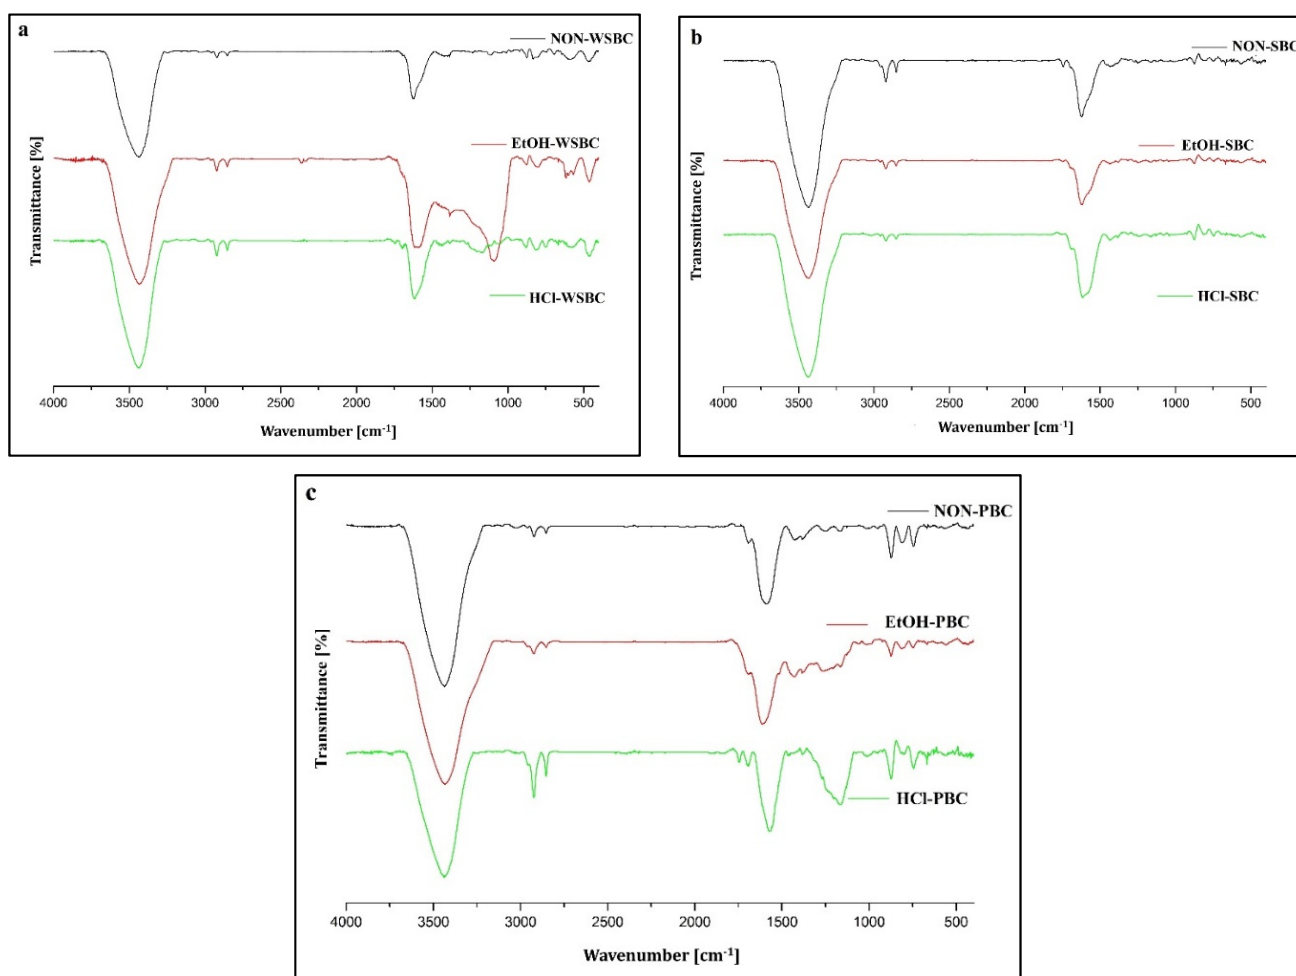 a
NON-WSBC
EtOH-WSBC
HCl-WSBC
Transmittance [%]
4000 3500 3000 2500 2000 1500 1000 500
Wavenumber [cm⁻¹]
b
NON-SBC
EtOH-SBC
HCl-SBC
Transmittance [%]
4000 3500 3000 2500 2000 1500 1000 500
Wavenumber [cm⁻¹]
c
NON-PBC
EtOH-PBC
HCl-PBC
Transmittance [%]
4000 3500 3000 2500 2000 1500 1000 500
Wavenumber [cm⁻¹]